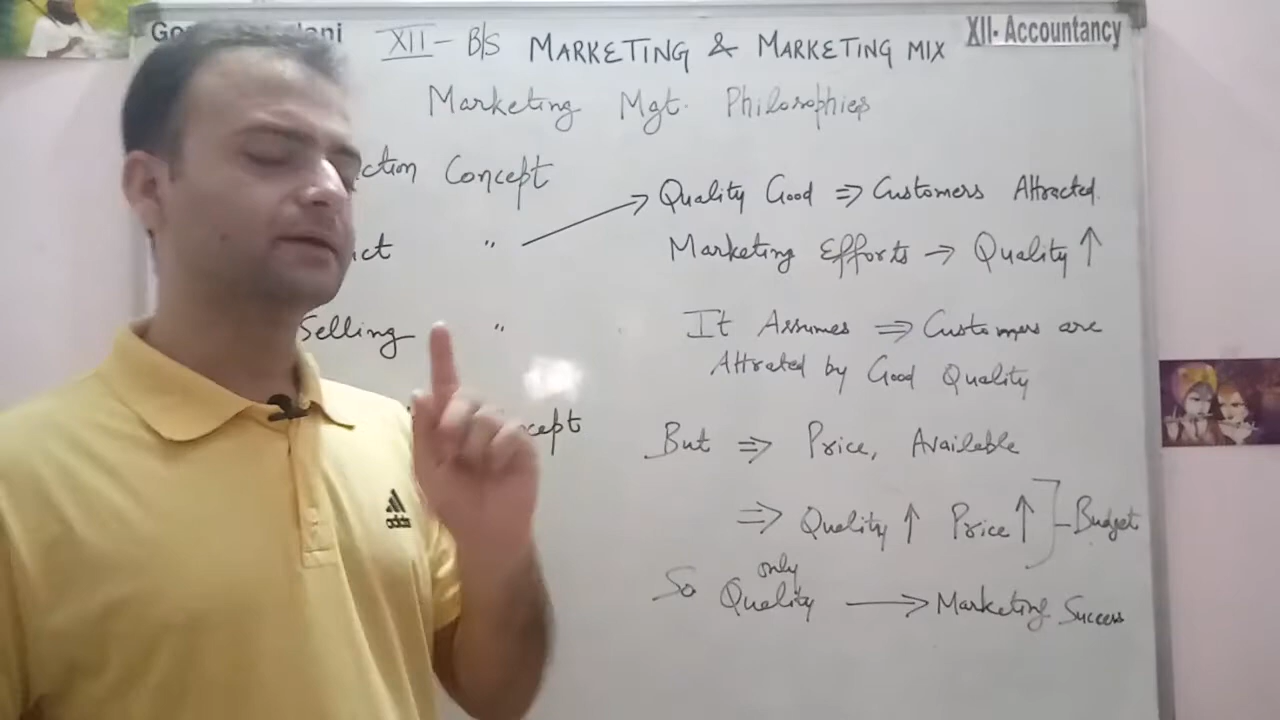 XII- Accountancy
XII - B/S MARKETING & MARKETING MIX
Marketing Mgt. Philosophies
Concept
Quality Good ⇒ Customers Attracted.
"
Marketing Efforts → Quality ↑
Selling "
It Assumes ⇒ Customers are
Attrated by Good Quality
But ⇒ Price, Available
⇒ Quality ↑ Price ↑ Budget
only
So Quality → Marketing Success
adidas